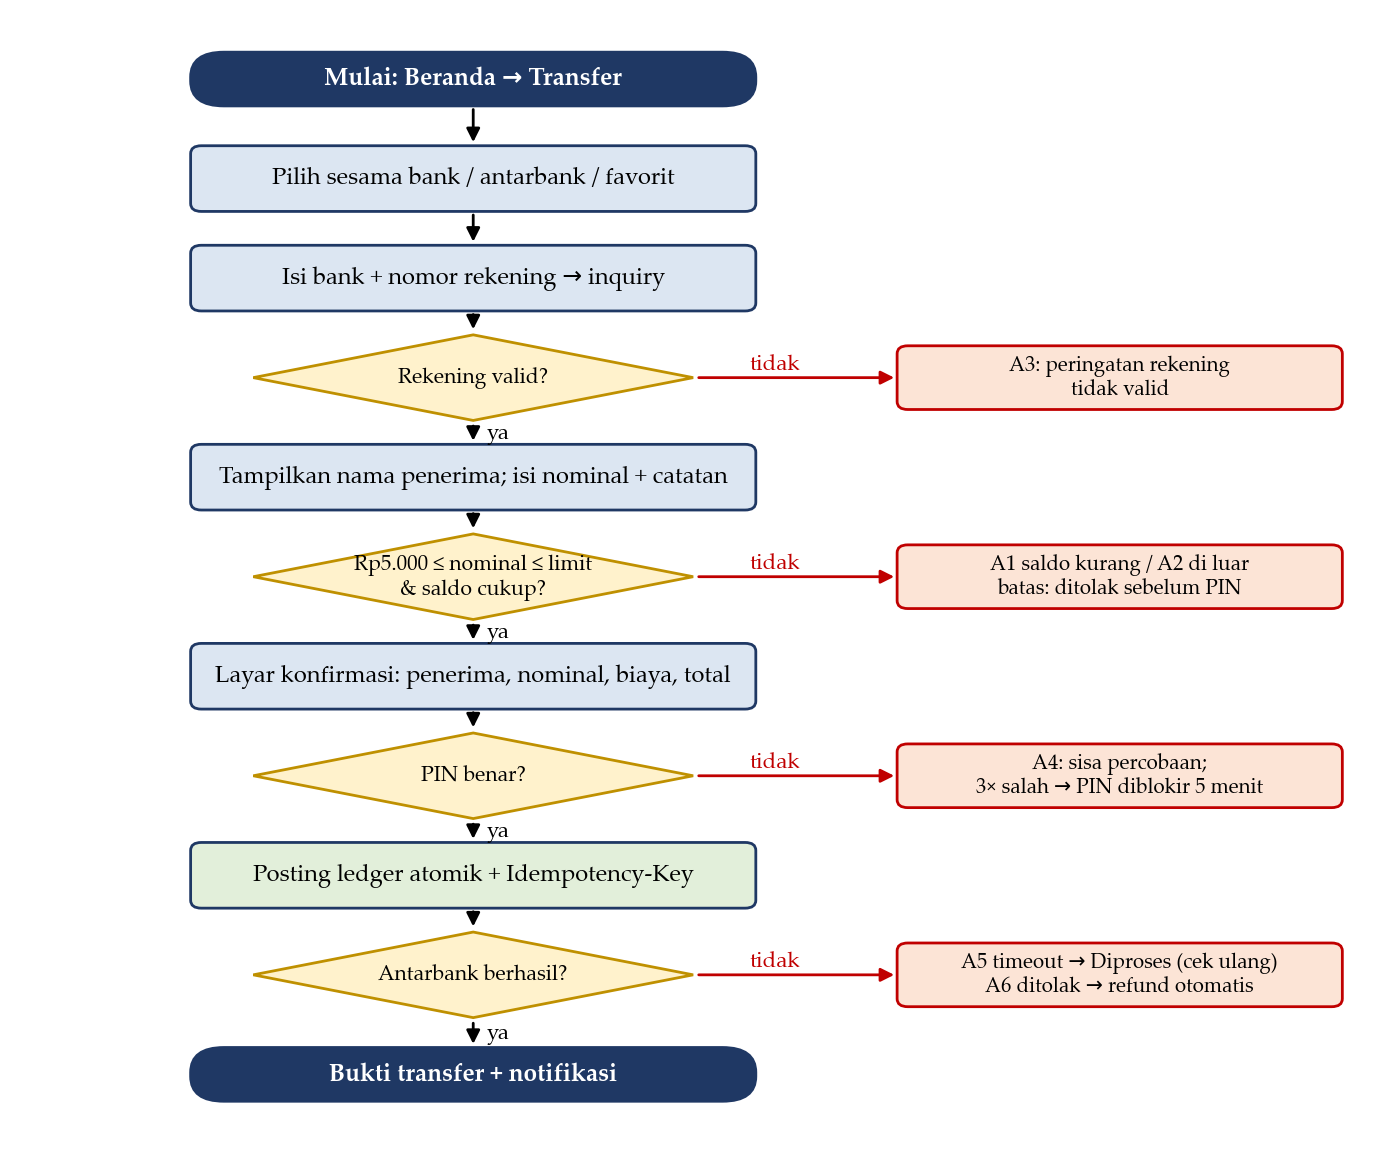 Mulai: Beranda → Transfer
Pilih sesama bank / antarbank / favorit
Isi bank + nomor rekening → inquiry
Rekening valid?
tidak
A3: peringatan rekening
tidak valid
ya
Tampilkan nama penerima; isi nominal + catatan
Rp5.000 ≤ nominal ≤ limit
& saldo cukup?
tidak
A1 saldo kurang / A2 di luar
batas: ditolak sebelum PIN
ya
Layar konfirmasi: penerima, nominal, biaya, total
PIN benar?
tidak
A4: sisa percobaan;
3× salah → PIN diblokir 5 menit
ya
Posting ledger atomik + Idempotency-Key
Antarbank berhasil?
tidak
A5 timeout → Diproses (cek ulang)
A6 ditolak → refund otomatis
ya
Bukti transfer + notifikasi